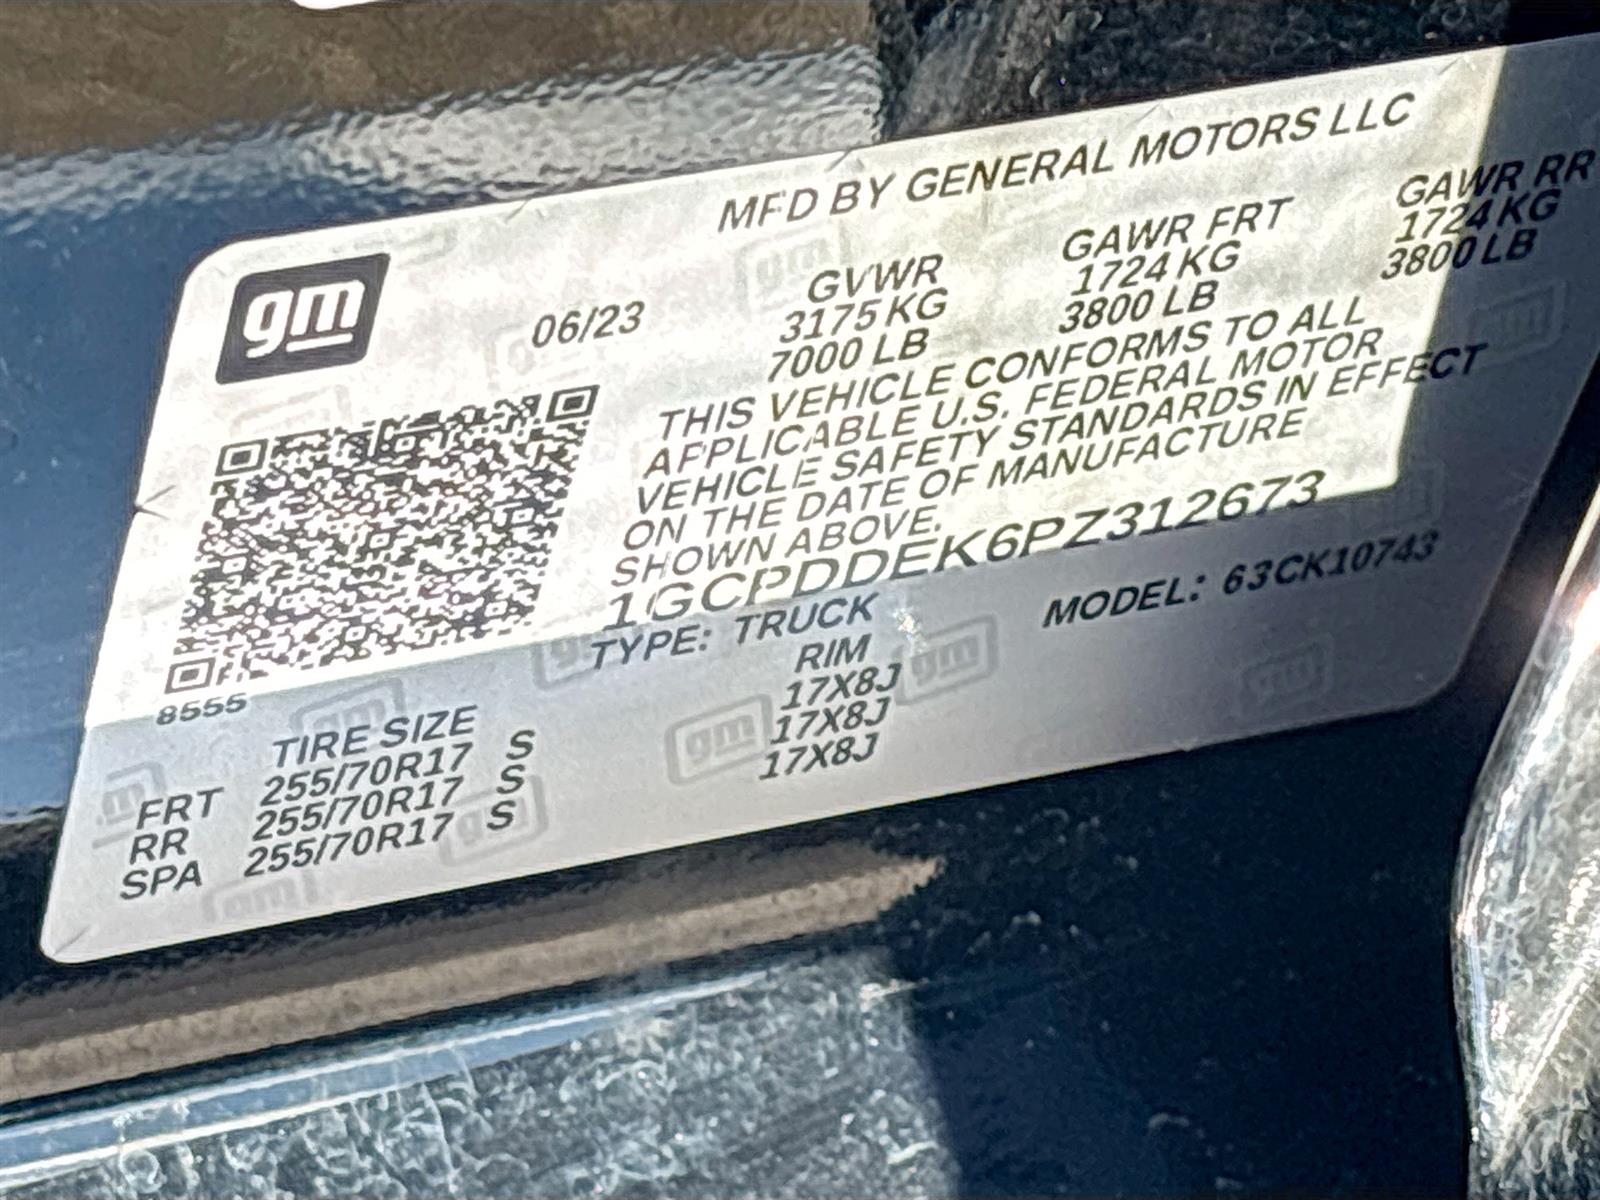 MFD BY GENERAL MOTORS LLC
gm
06/23
GVWR GAWR FRT GAWR RR
3175 KG 1724 KG 1724 KG
7000 LB 3800 LB 3800 LB
THIS VEHICLE CONFORMS TO ALL
APPLICABLE U.S. FEDERAL MOTOR
VEHICLE SAFETY STANDARDS IN EFFECT
ON THE DATE OF MANUFACTURE
SHOWN ABOVE.
1GCPDDEK6PZ312673
TYPE: TRUCK MODEL: 63CK10743
8555
TIRE SIZE RIM
FRT 255/70R17 S 17X8J
RR 255/70R17 S 17X8J
SPA 255/70R17 S 17X8J